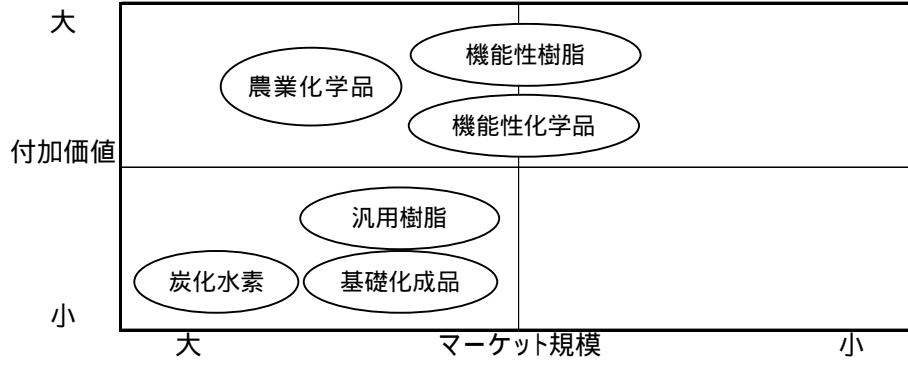 大
機能性樹脂
農業化学品
機能性化学品
付加価値
汎用樹脂
炭化水素
基礎化成品
小
大
マーケット規模
小